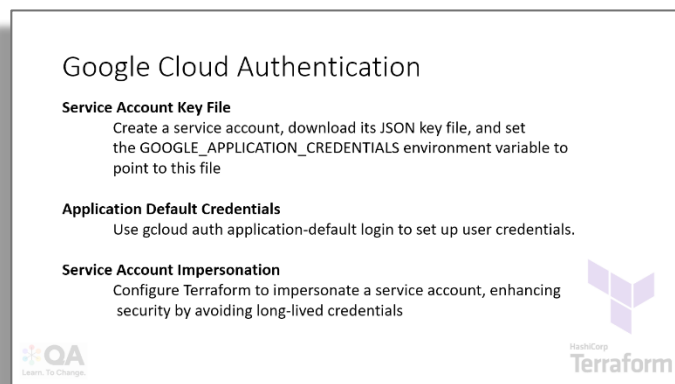 Google Cloud Authentication
Service Account Key File
Create a service account, download its JSON key file, and set
the GOOGLE_APPLICATION_CREDENTIALS environment variable to
point to this file
Application Default Credentials
Use gcloud auth application-default login to set up user credentials.
Service Account Impersonation
Configure Terraform to impersonate a service account, enhancing
security by avoiding long-lived credentials
QA
Learn. To Change.
HashiCorp
Terraform